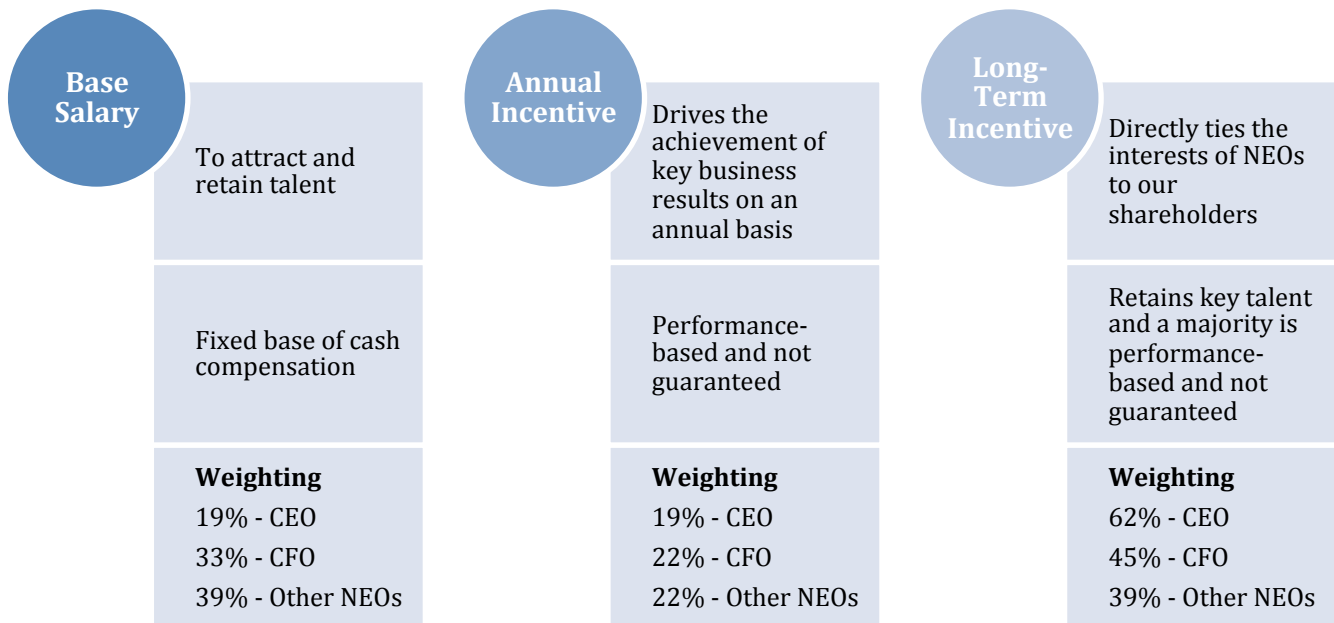 Base
Salary
To attract and
retain talent
Fixed base of cash
compensation
Weighting
19% - CEO
33% - CFO
39% - Other NEOs
Annual
Incentive
Drives the
achievement of
key business
results on an
annual basis
Performance-
based and not
guaranteed
Weighting
19% - CEO
22% - CFO
22% - Other NEOs
Long-
Term
Incentive
Directly ties the
interests of NEOs
to our
shareholders
Retains key talent
and a majority is
performance-
based and not
guaranteed
Weighting
62% - CEO
45% - CFO
39% - Other NEOs